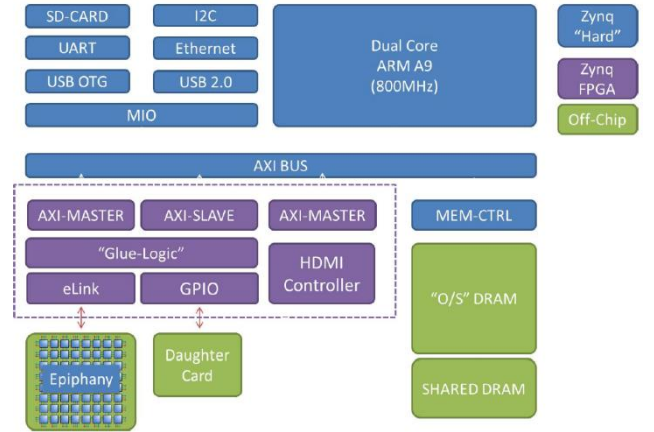 SD-CARD
I2C
UART
Ethernet
USB OTG
USB 2.0
MIO
Dual Core
ARM A9
(800MHz)
Zynq
"Hard"
Zynq
FPGA
Off-Chip
AXI BUS
AXI-MASTER
AXI-SLAVE
AXI-MASTER
MEM-CTRL
"Glue-Logic"
HDMI
Controller
eLink
GPIO
"O/S" DRAM
Epiphany
Daughter
Card
SHARED DRAM